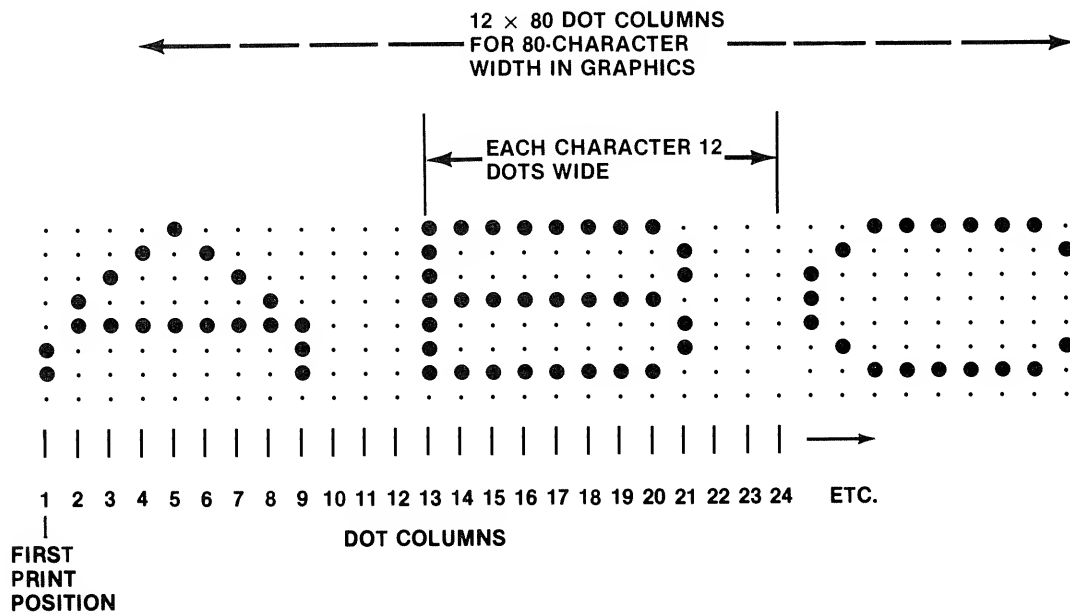 12 × 80 DOT COLUMNS
FOR 80-CHARACTER
WIDTH IN GRAPHICS
EACH CHARACTER 12
DOTS WIDE
1 2 3 4 5 6 7 8 9 10 11 12 13 14 15 16 17 18 19 20 21 22 23 24 ETC.
DOT COLUMNS
FIRST
PRINT
POSITION